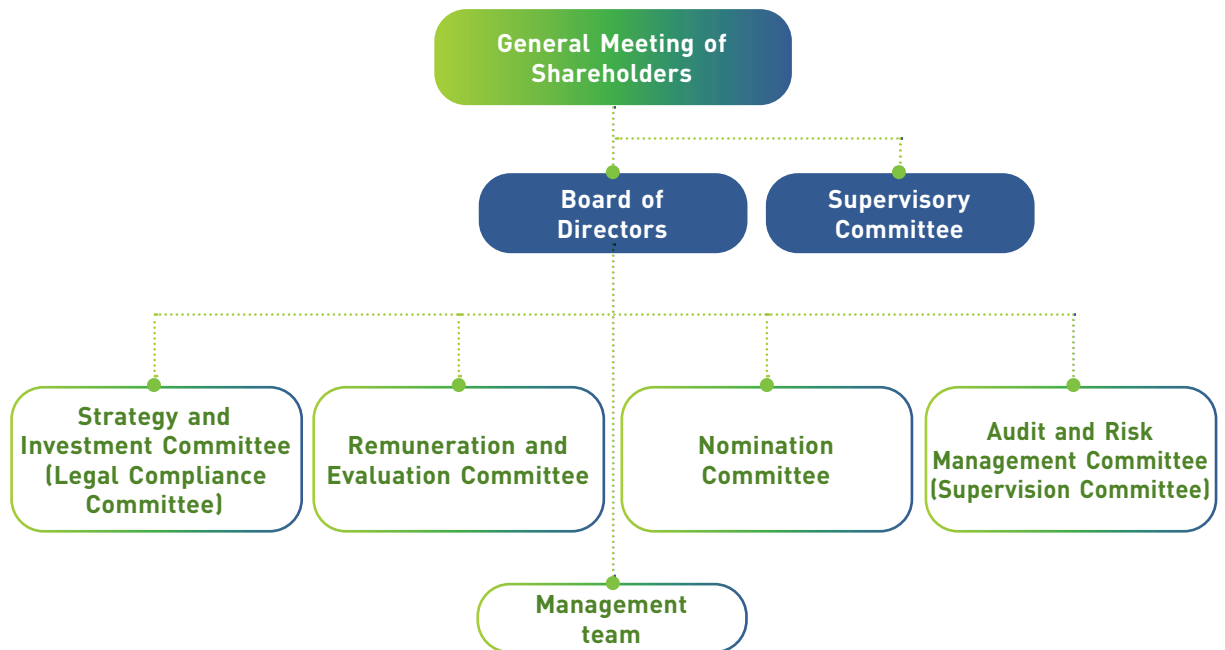 General Meeting of
Shareholders
Board of
Directors
Supervisory
Committee
Strategy and
Investment Committee
(Legal Compliance
Committee)
Remuneration and
Evaluation Committee
Nomination
Committee
Audit and Risk
Management Committee
(Supervision Committee)
Management
team